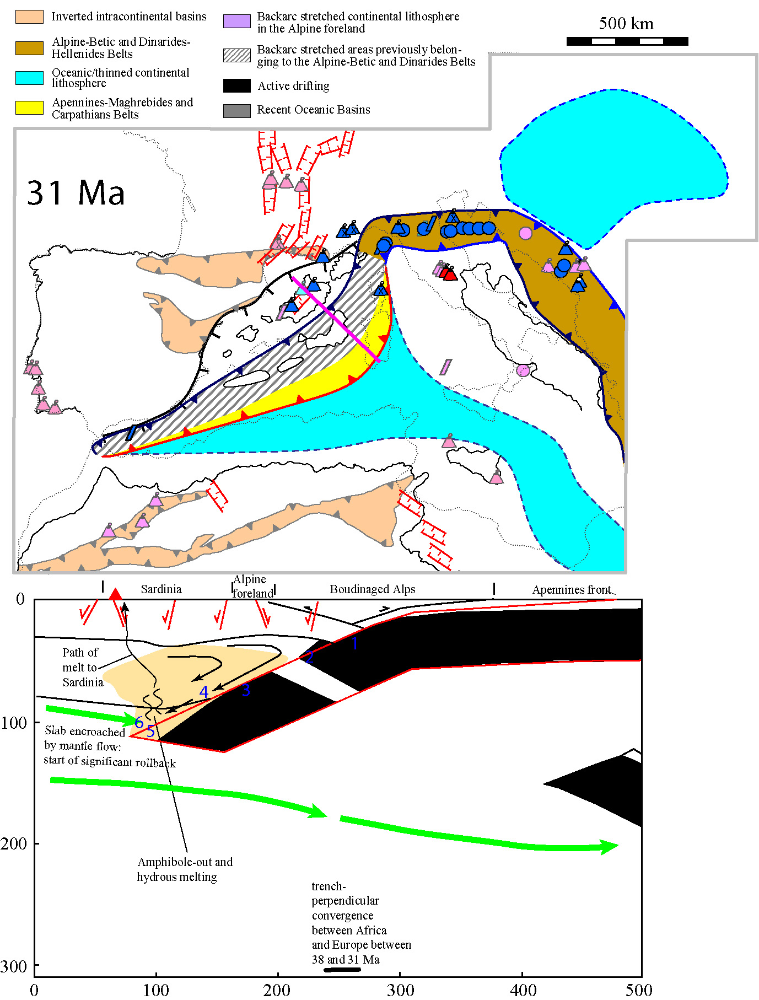 Inverted intracontinental basins
Alpine-Betic and Dinarides-
Hellenides Belts
Oceanic/thinned continental
lithosphere
Apennines-Maghrebides and
Carpathians Belts
Backarc stretched continental lithosphere
in the Alpine foreland
Backarc stretched areas previously belon-
ging to the Alpine-Betic and Dinarides Belts
Active drifting
Recent Oceanic Basins
500 km
31 Ma
Sardinia
Alpine
foreland
Boudinaged Alps
Apennines front
0
100
200
300
Path of
melt to
Sardinia
1
2
3
4
5
6
Slab encroached
by mantle flow:
start of significant rollback
Amphibole-out and
hydrous melting
trench-
perpendicular
convergence
between Africa
and Europe between
38 and 31 Ma
0
100
200
300
400
500